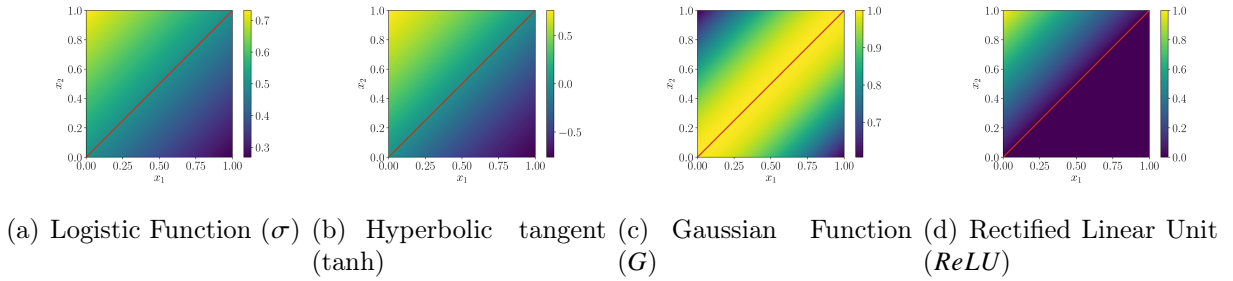 1.0
0.8
0.6
0.4
0.2
0.0
x₂
0.00 0.25 0.50 0.75 1.00
x₁
0.7
0.6
0.5
0.4
0.3
1.0
0.8
0.6
0.4
0.2
0.0
x₂
0.00 0.25 0.50 0.75 1.00
x₁
0.5
0.0
−0.5
1.0
0.8
0.6
0.4
0.2
0.0
x₂
0.00 0.25 0.50 0.75 1.00
x₁
1.0
0.9
0.8
0.7
1.0
0.8
0.6
0.4
0.2
0.0
x₂
0.00 0.25 0.50 0.75 1.00
x₁
1.0
0.8
0.6
0.4
0.2
0.0
(a) Logistic Function (σ)
(b) Hyperbolic tangent
(tanh)
(c) Gaussian Function
(G)
(d) Rectified Linear Unit
(ReLU)